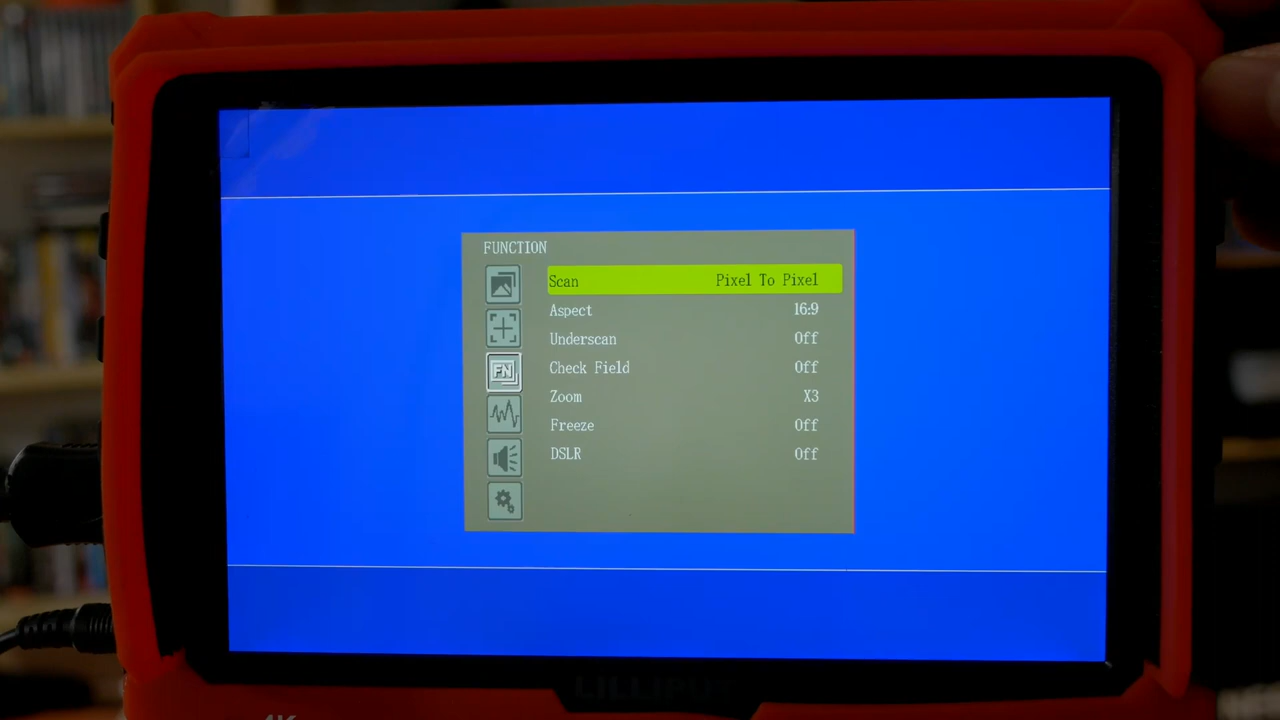 FUNCTION
Scan Pixel To Pixel
Aspect 16:9
Underscan Off
Check Field Off
FN
Zoom X3
Freeze Off
DSLR Off
LILLIPUT
4K